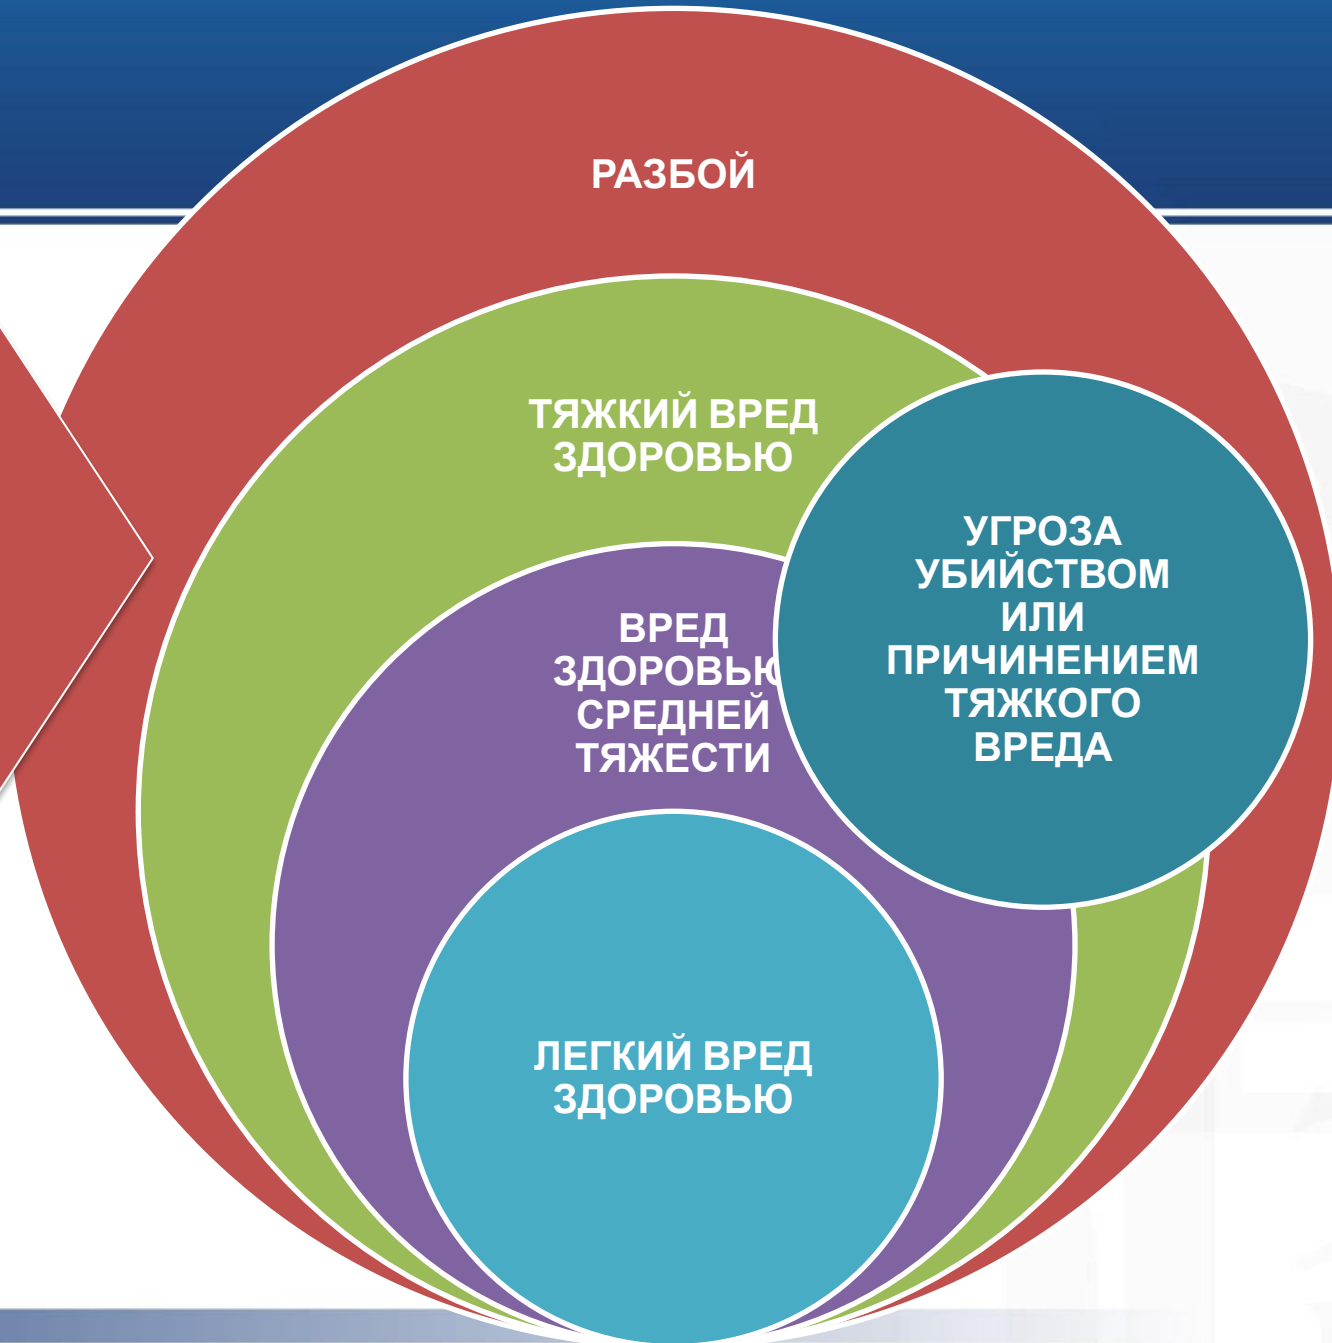 РАЗБОЙ
ТЯЖКИЙ ВРЕД
ЗДОРОВЬЮ
ВРЕД
ЗДОРОВЬЮ
СРЕДНЕЙ
ТЯЖЕСТИ
УГРОЗА
УБИЙСТВОМ
ИЛИ
ПРИЧИНЕНИЕМ
ТЯЖКОГО
ВРЕДА
ЛЕГКИЙ ВРЕД
ЗДОРОВЬЮ